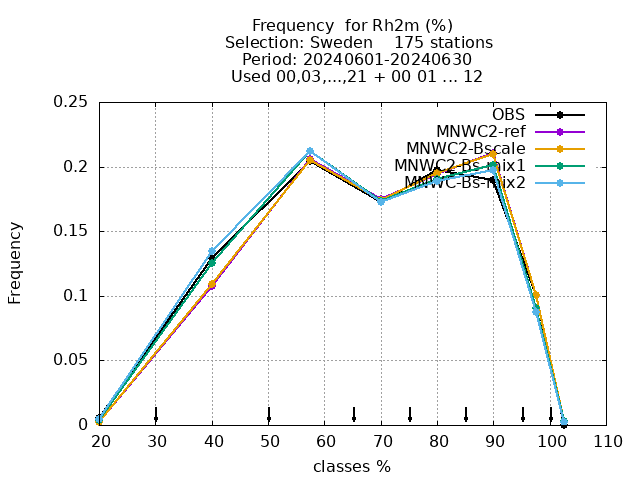 Frequency  for Rh2m (%)
Selection: Sweden    175 stations
Period: 20240601-20240630
Used 00,03,...,21 + 00 01 ... 12
0.25
0.2
0.15
0.1
0.05
0
Frequency
OBS
MNWC2-ref
MNWC2-Bscale
MNWC2-Bs-mix1
MNWC-Bs-mix2
20 30 40 50 60 70 80 90 100 110
classes %